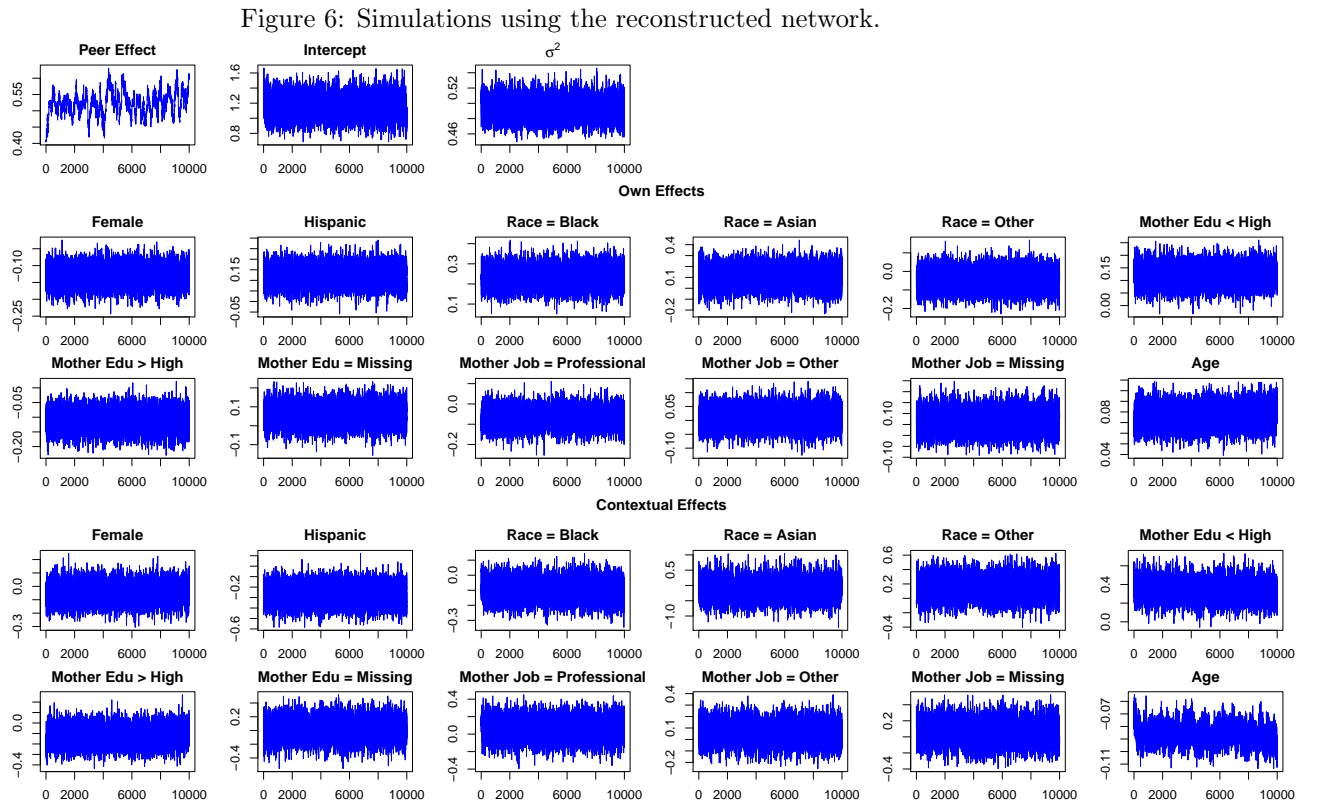 Figure 6: Simulations using the reconstructed network.
Peer Effect Intercept σ²
0.40 0.55 0.8 1.2 1.6 0.46 0.52
0 2000 6000 10000 0 2000 6000 10000 0 2000 6000 10000
Own Effects
Female Hispanic Race = Black Race = Asian Race = Other Mother Edu < High
−0.25 −0.10 −0.05 0.15 0.1 0.3 −0.2 0.1 0.4 −0.2 0.0 0.00 0.15
0 2000 6000 10000 0 2000 6000 10000 0 2000 6000 10000 0 2000 6000 10000 0 2000 6000 10000 0 2000 6000 10000
Mother Edu > High Mother Edu = Missing Mother Job = Professional Mother Job = Other Mother Job = Missing Age
−0.20 −0.05 −0.1 0.1 −0.2 0.0 −0.10 0.05 −0.10 0.10 0.04 0.08
0 2000 6000 10000 0 2000 6000 10000 0 2000 6000 10000 0 2000 6000 10000 0 2000 6000 10000 0 2000 6000 10000
Contextual Effects
Female Hispanic Race = Black Race = Asian Race = Other Mother Edu < High
−0.3 0.0 −0.6 −0.2 −0.3 0.0 −1.0 0.5 −0.4 0.2 0.6 0.0 0.4
0 2000 6000 10000 0 2000 6000 10000 0 2000 6000 10000 0 2000 6000 10000 0 2000 6000 10000 0 2000 6000 10000
Mother Edu > High Mother Edu = Missing Mother Job = Professional Mother Job = Other Mother Job = Missing Age
−0.4 0.0 −0.4 0.2 −0.4 0.0 0.4 −0.2 0.1 0.4 −0.4 0.2 −0.11 −0.07
0 2000 6000 10000 0 2000 6000 10000 0 2000 6000 10000 0 2000 6000 10000 0 2000 6000 10000 0 2000 6000 10000